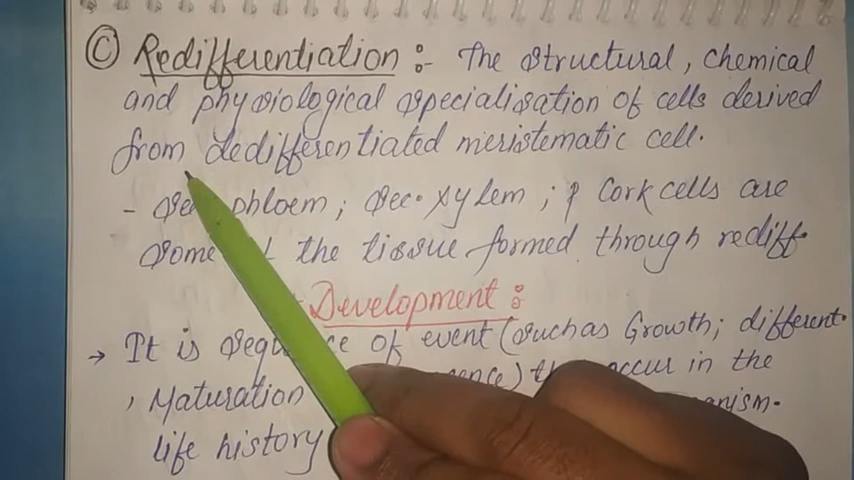 Ⓒ Redifferentiation :- The structural, chemical
and physiological specialisation of cells derived
from dedifferentiated meristematic cell.
- phloem; Sec. xylem; & Cork cells are
Some the tissue formed through rediff.
Development :
→ It is of event (such as Growth; different.
, Maturation occur in the
life history